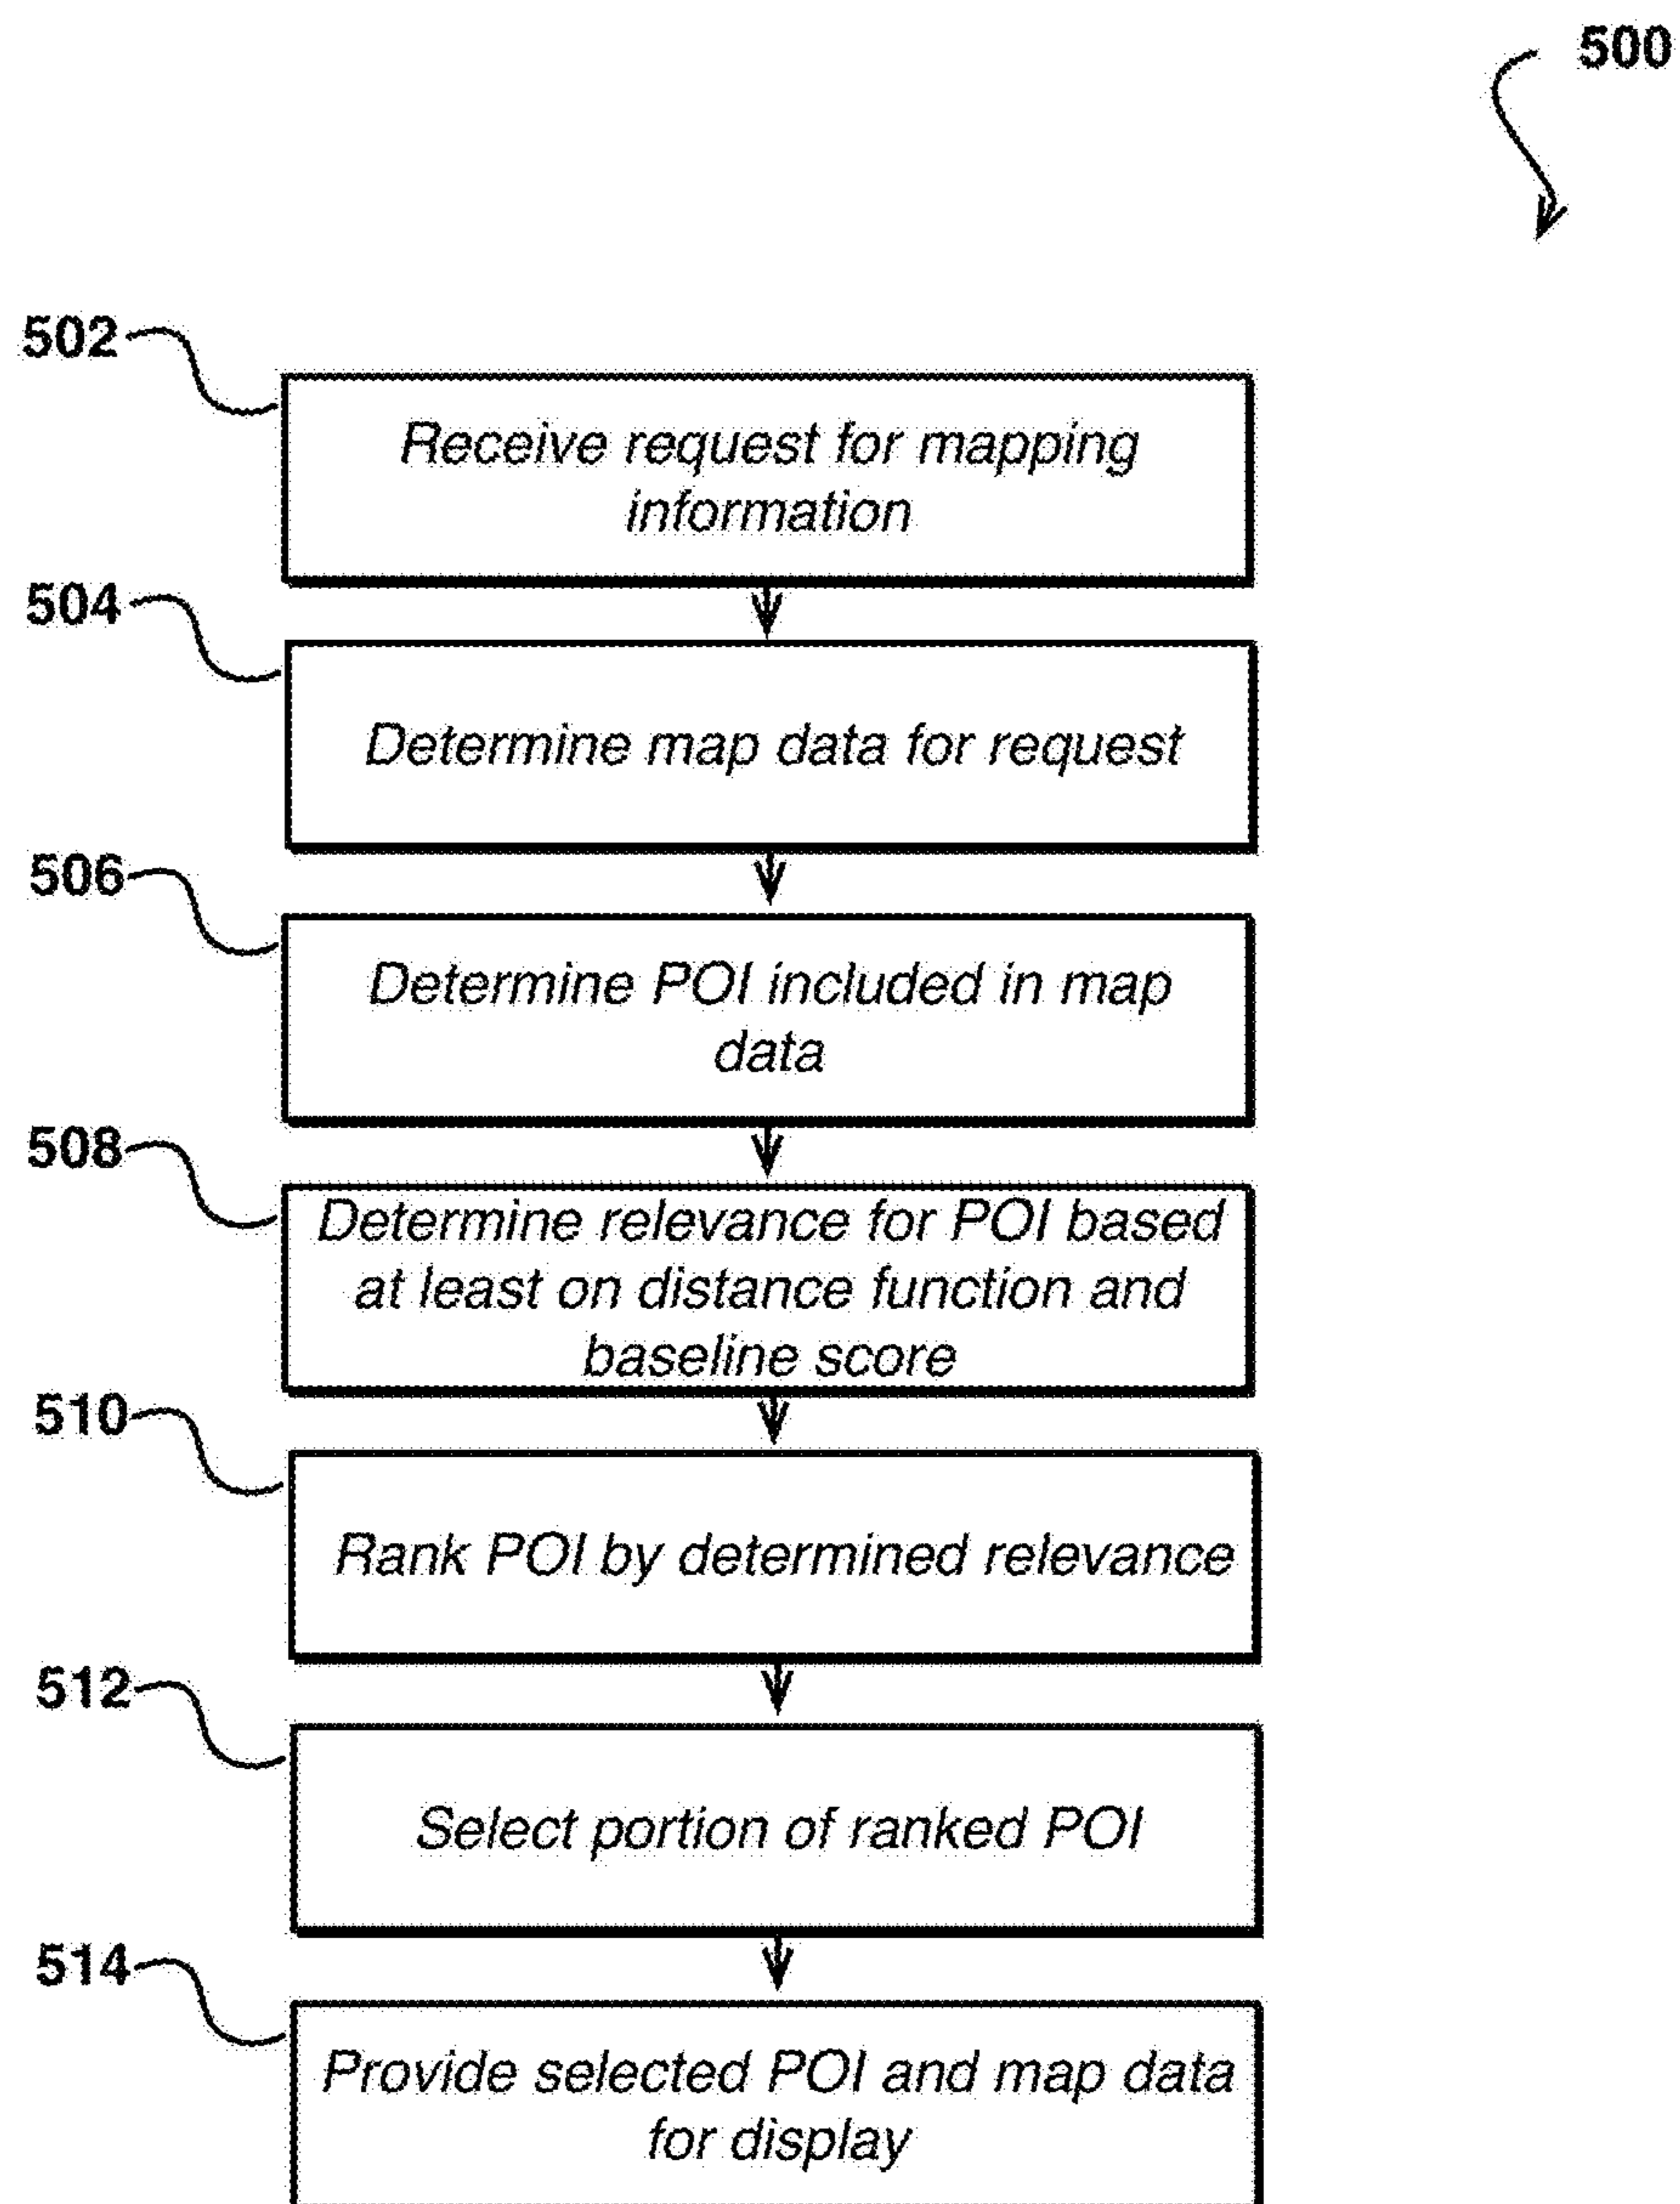 500
502
Receive request for mapping
information
504
Determine map data for request
506
Determine POI included in map
data
508
Determine relevance for POI based
at least on distance function and
baseline score
510
Rank POI by determined relevance
512
Select portion of ranked POI
514
Provide selected POI and map data
for display